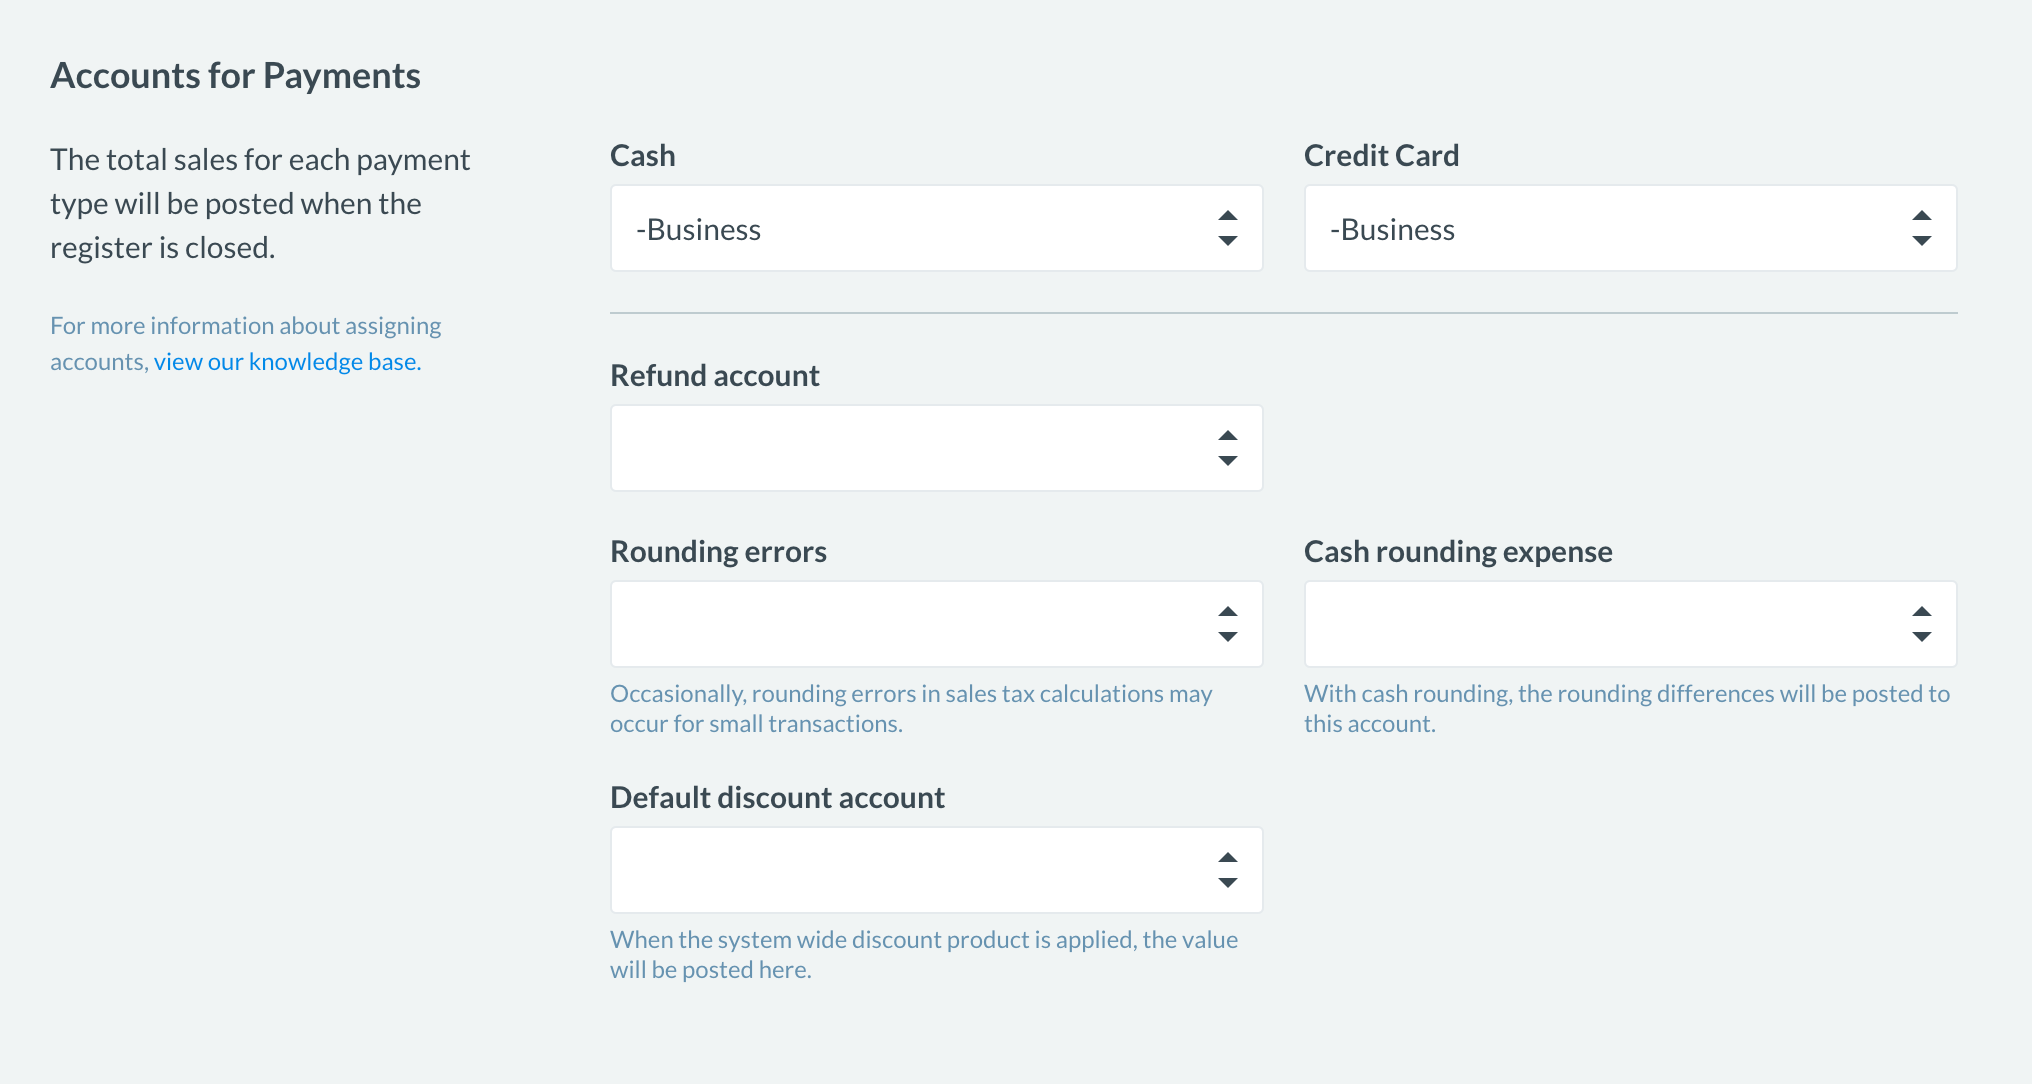 Accounts for Payments
The total sales for each payment
type will be posted when the
register is closed.
For more information about assigning
accounts, view our knowledge base.
Cash
-Business
Credit Card
-Business
Refund account
Rounding errors
Occasionally, rounding errors in sales tax calculations may
occur for small transactions.
Cash rounding expense
With cash rounding, the rounding differences will be posted to
this account.
Default discount account
When the system wide discount product is applied, the value
will be posted here.